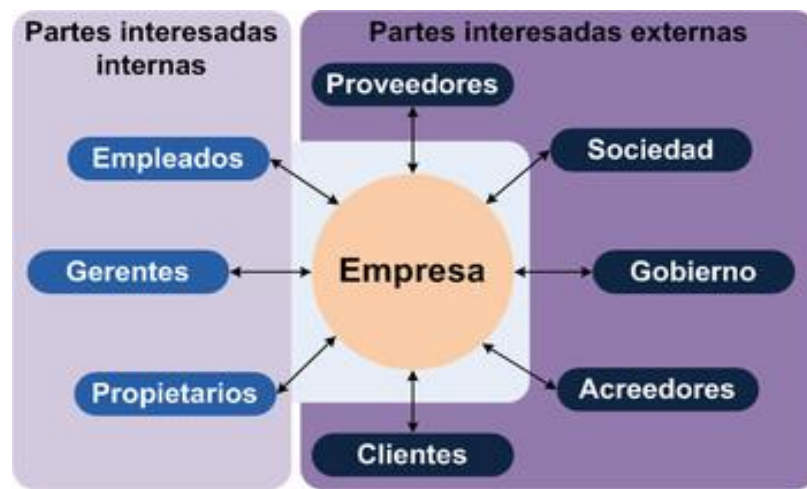 Partes interesadas
internas
Partes interesadas externas
Proveedores
Empleados
Sociedad
Gerentes
Empresa
Gobierno
Propietarios
Acreedores
Clientes